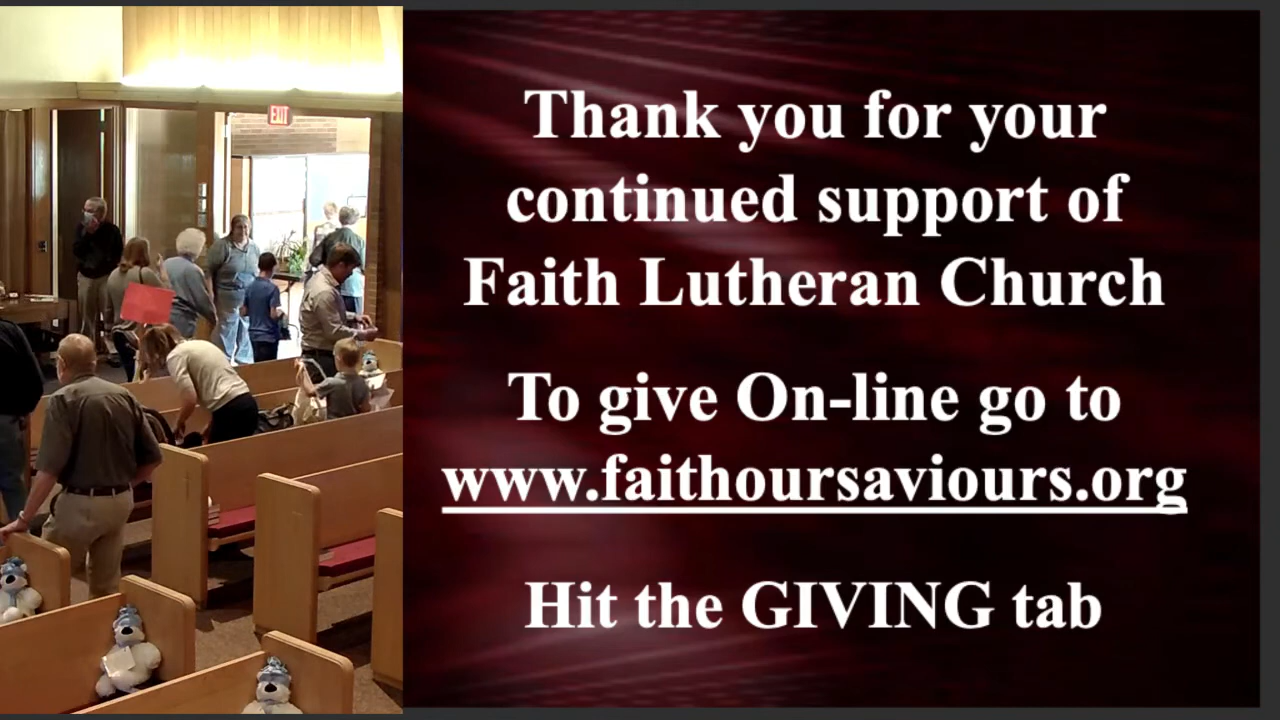 EXIT
Thank you for your
continued support of
Faith Lutheran Church
To give On-line go to
www.faithoursaviours.org
Hit the GIVING tab